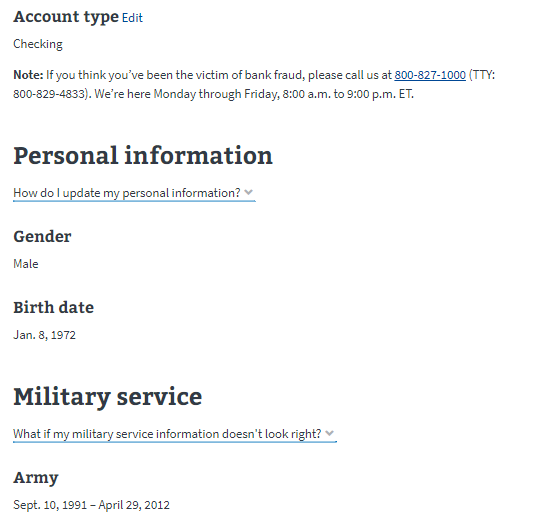 Account type Edit
Checking
Note: If you think you’ve been the victim of bank fraud, please call us at 800-827-1000 (TTY:
800-829-4833). We’re here Monday through Friday, 8:00 a.m. to 9:00 p.m. ET.
Personal information
How do I update my personal information?
Gender
Male
Birth date
Jan. 8, 1972
Military service
What if my military service information doesn't look right?
Army
Sept. 10, 1991 – April 29, 2012